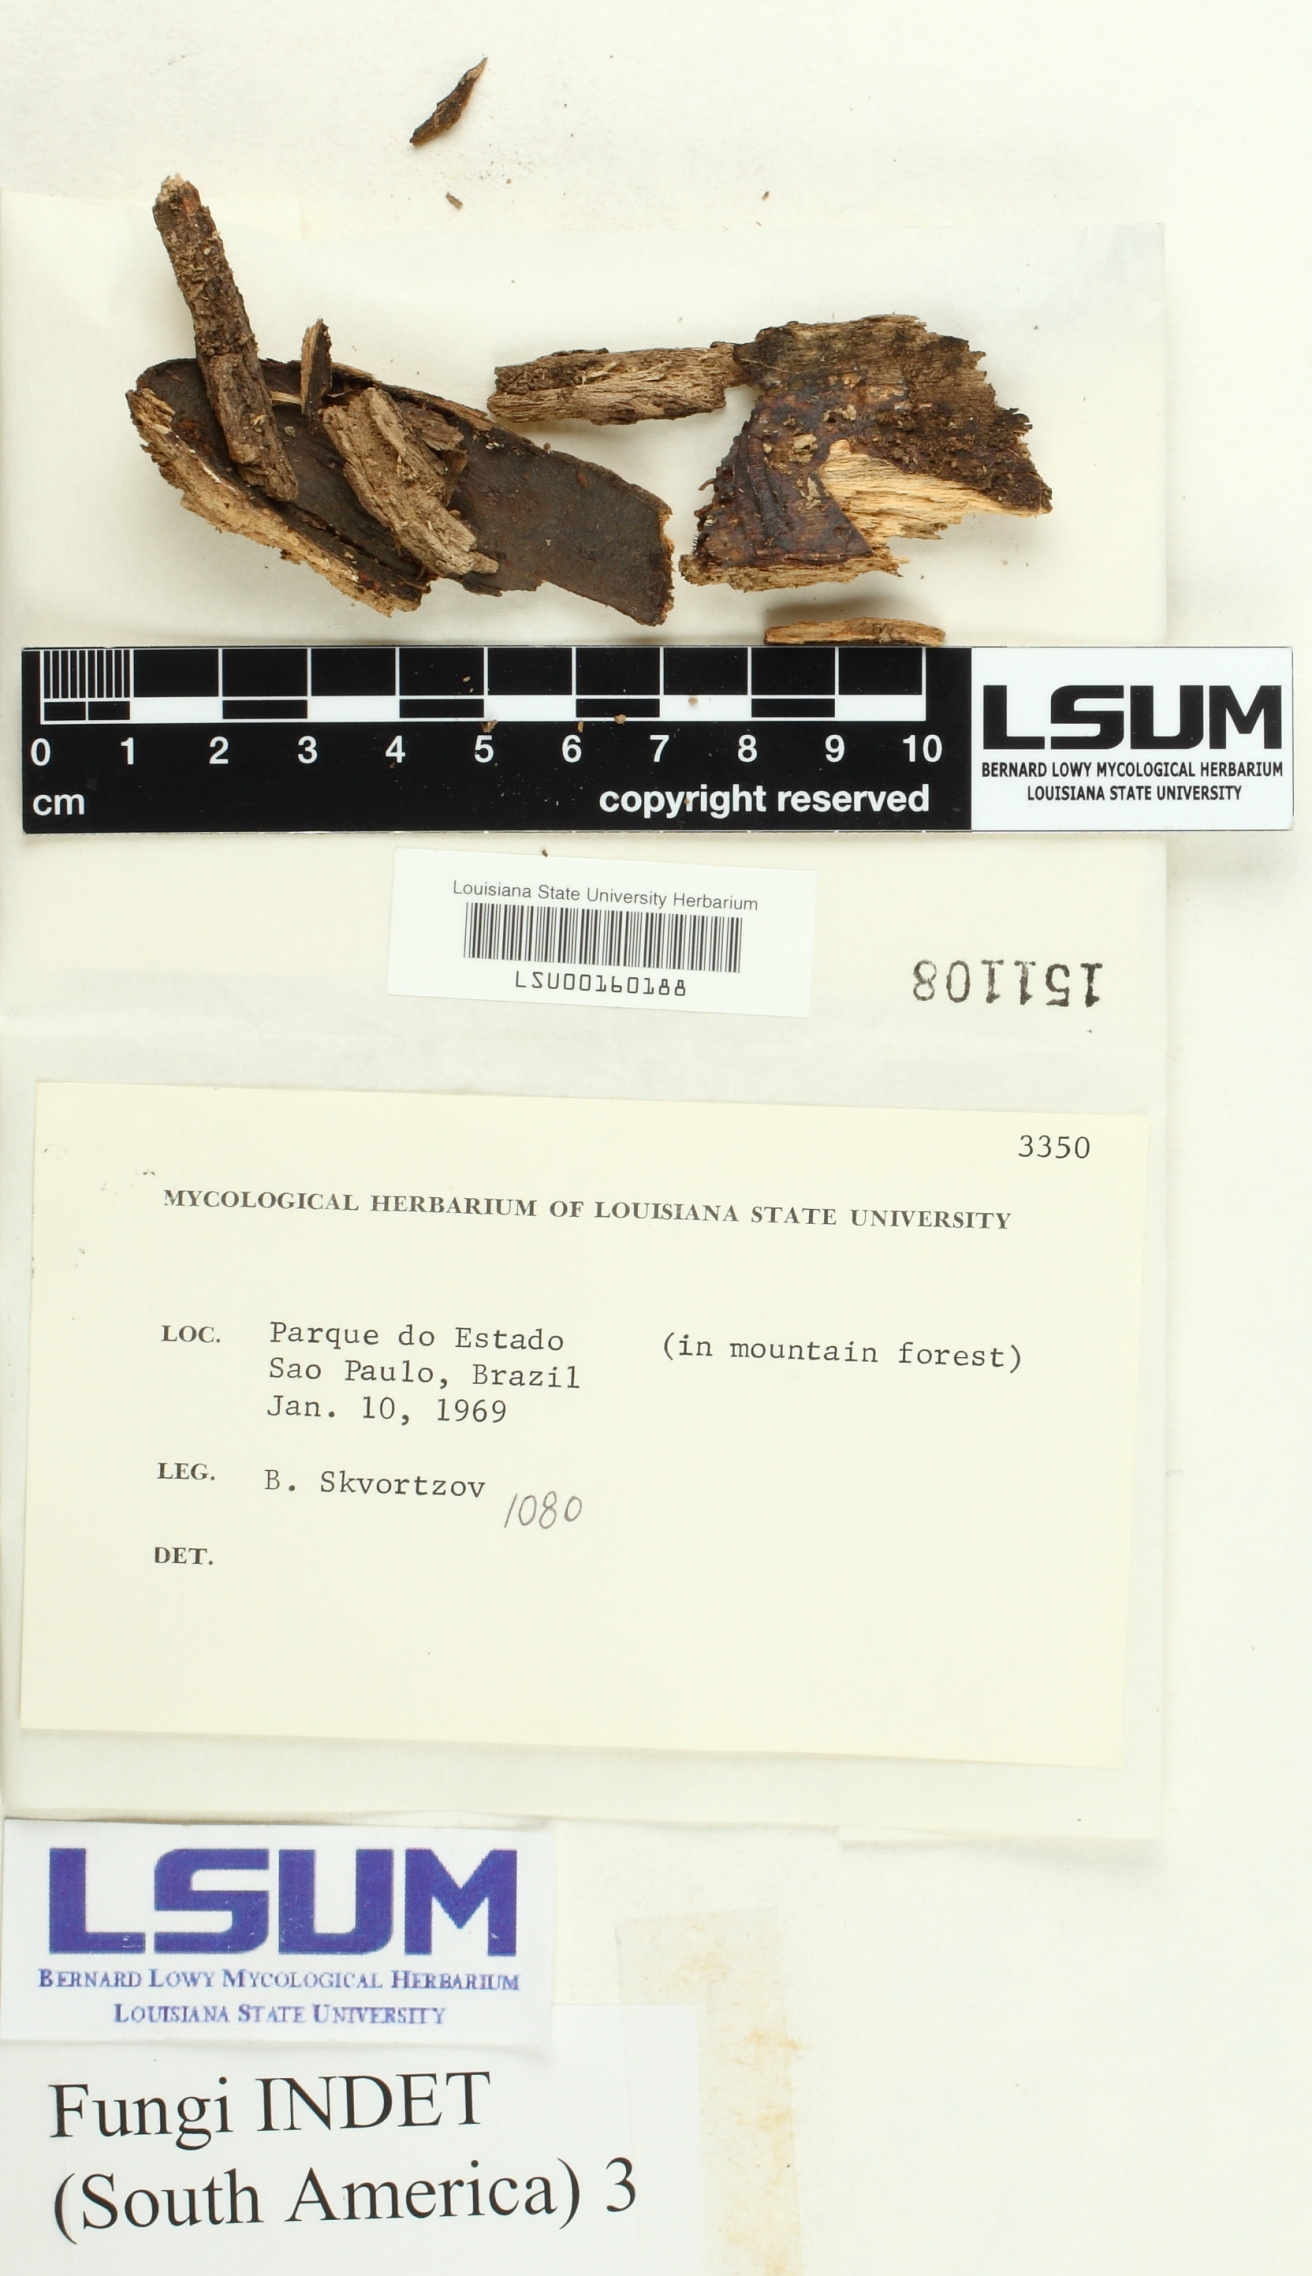 0 1 2 3 4 5 6 7 8 9 10
cm
copyright reserved
LSUM
BERNARD LOWY MYCOLOGICAL HERBARIUM
LOUISIANA STATE UNIVERSITY
Louisiana State University Herbarium
LSU00160188
151108
3350
MYCOLOGICAL HERBARIUM OF LOUISIANA STATE UNIVERSITY
LOC. Parque do Estado (in mountain forest)
Sao Paulo, Brazil
Jan. 10, 1969
LEG. B. Skvortzov 1080
DET.
LSUM
BERNARD LOWY MYCOLOGICAL HERBARIUM
LOUISIANA STATE UNIVERSITY
Fungi INDET
(South America) 3